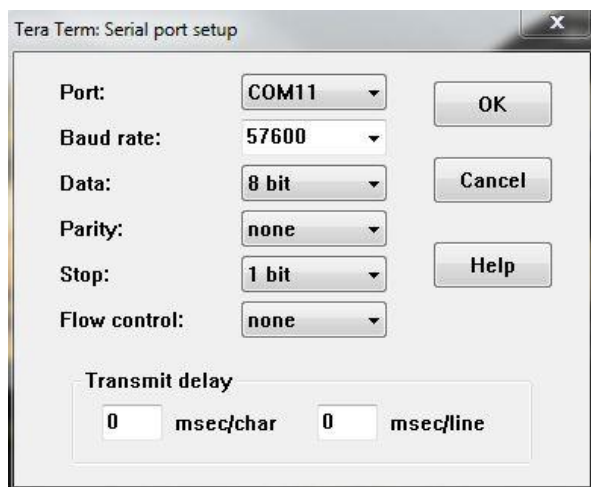 Tera Term: Serial port setup
x
Port: COM11 OK
Baud rate: 57600
Data: 8 bit Cancel
Parity: none
Stop: 1 bit Help
Flow control: none
Transmit delay
0 msec/char 0 msec/line